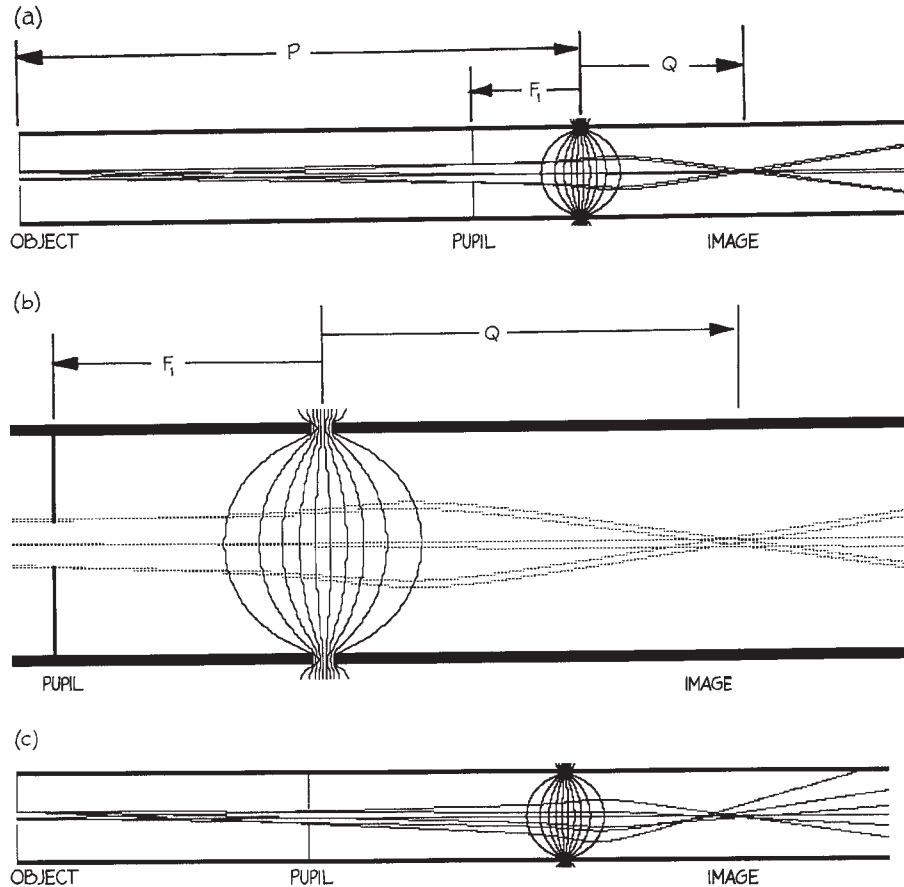 (a)
P
Q
F₁
OBJECT PUPIL IMAGE
(b)
F₁ Q
PUPIL IMAGE
(c)
OBJECT PUPIL IMAGE